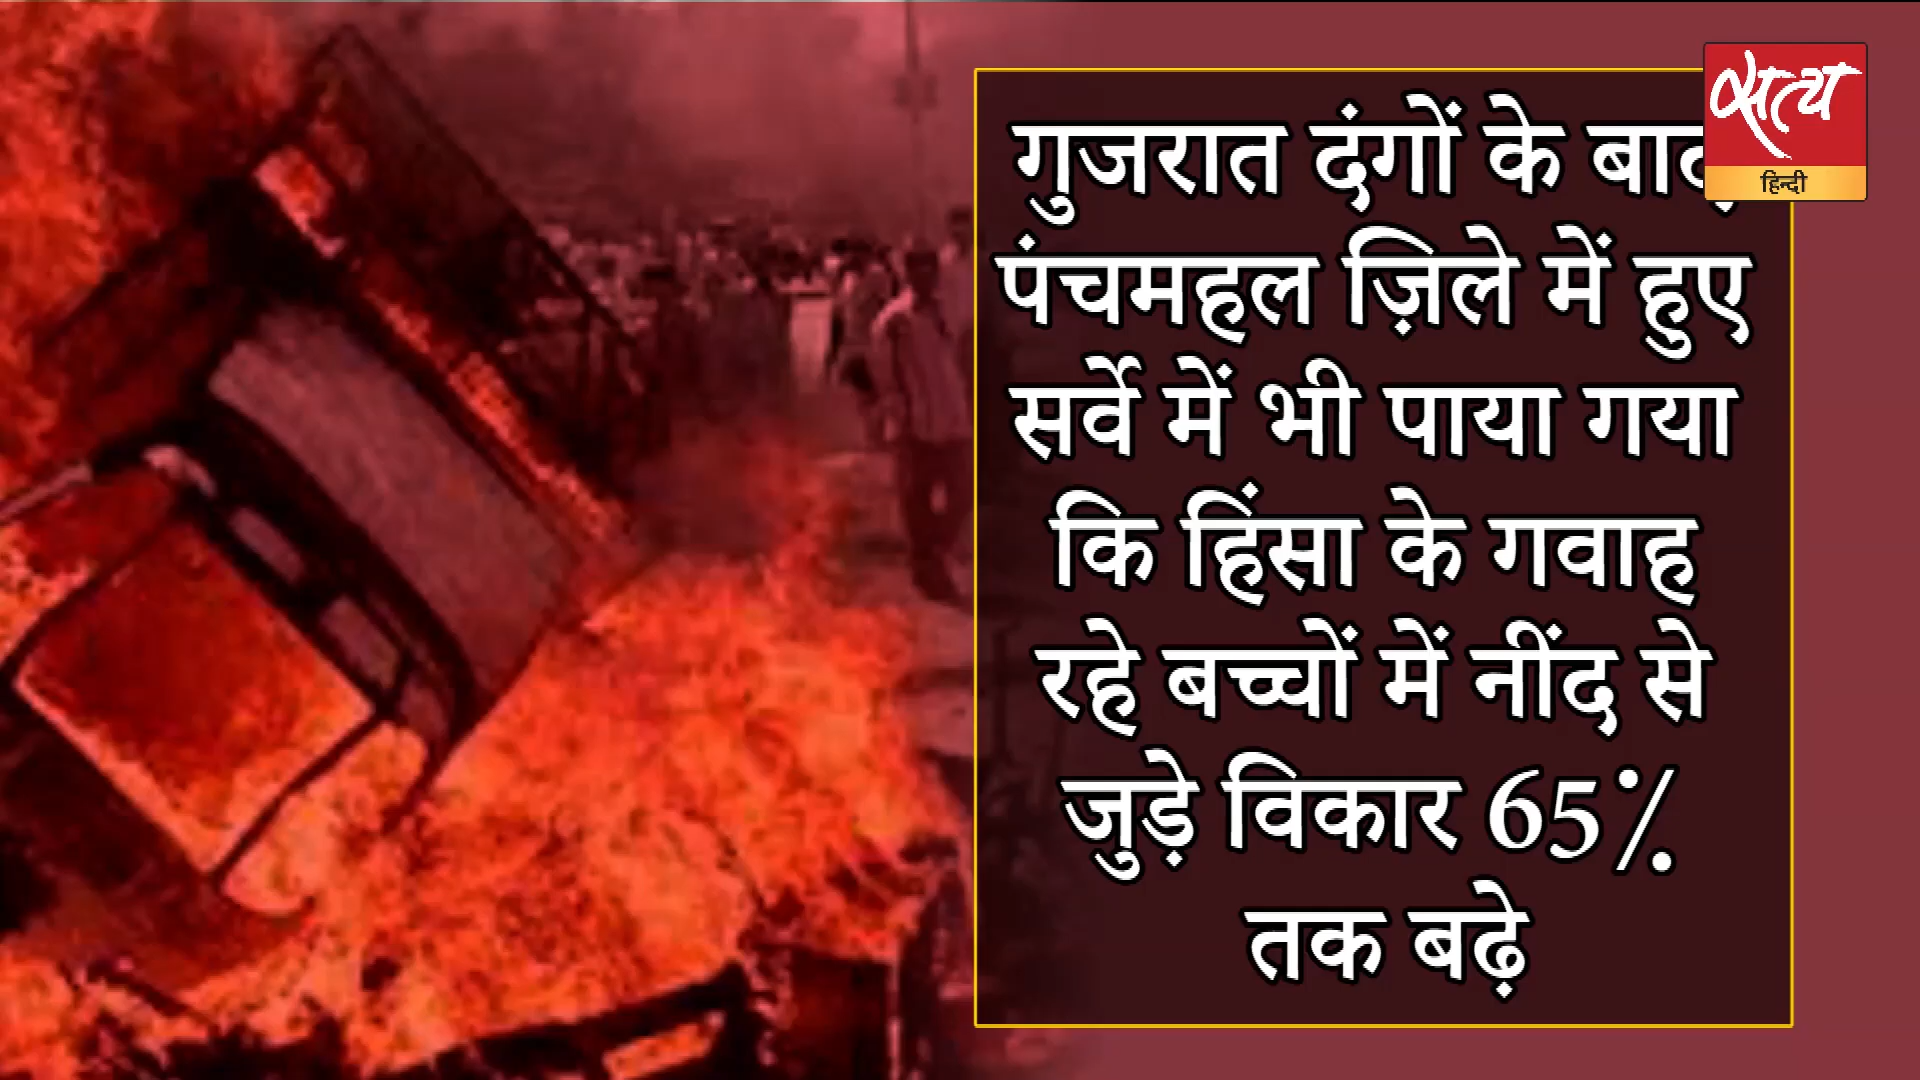 गुजरात दंगों के बाद
पंचमहल ज़िले में हुए
सर्वे में भी पाया गया
कि हिंसा के गवाह
रहे बच्चों में नींद से
जुड़े विकार 65%
तक बढ़े
सत्य
हिन्दी